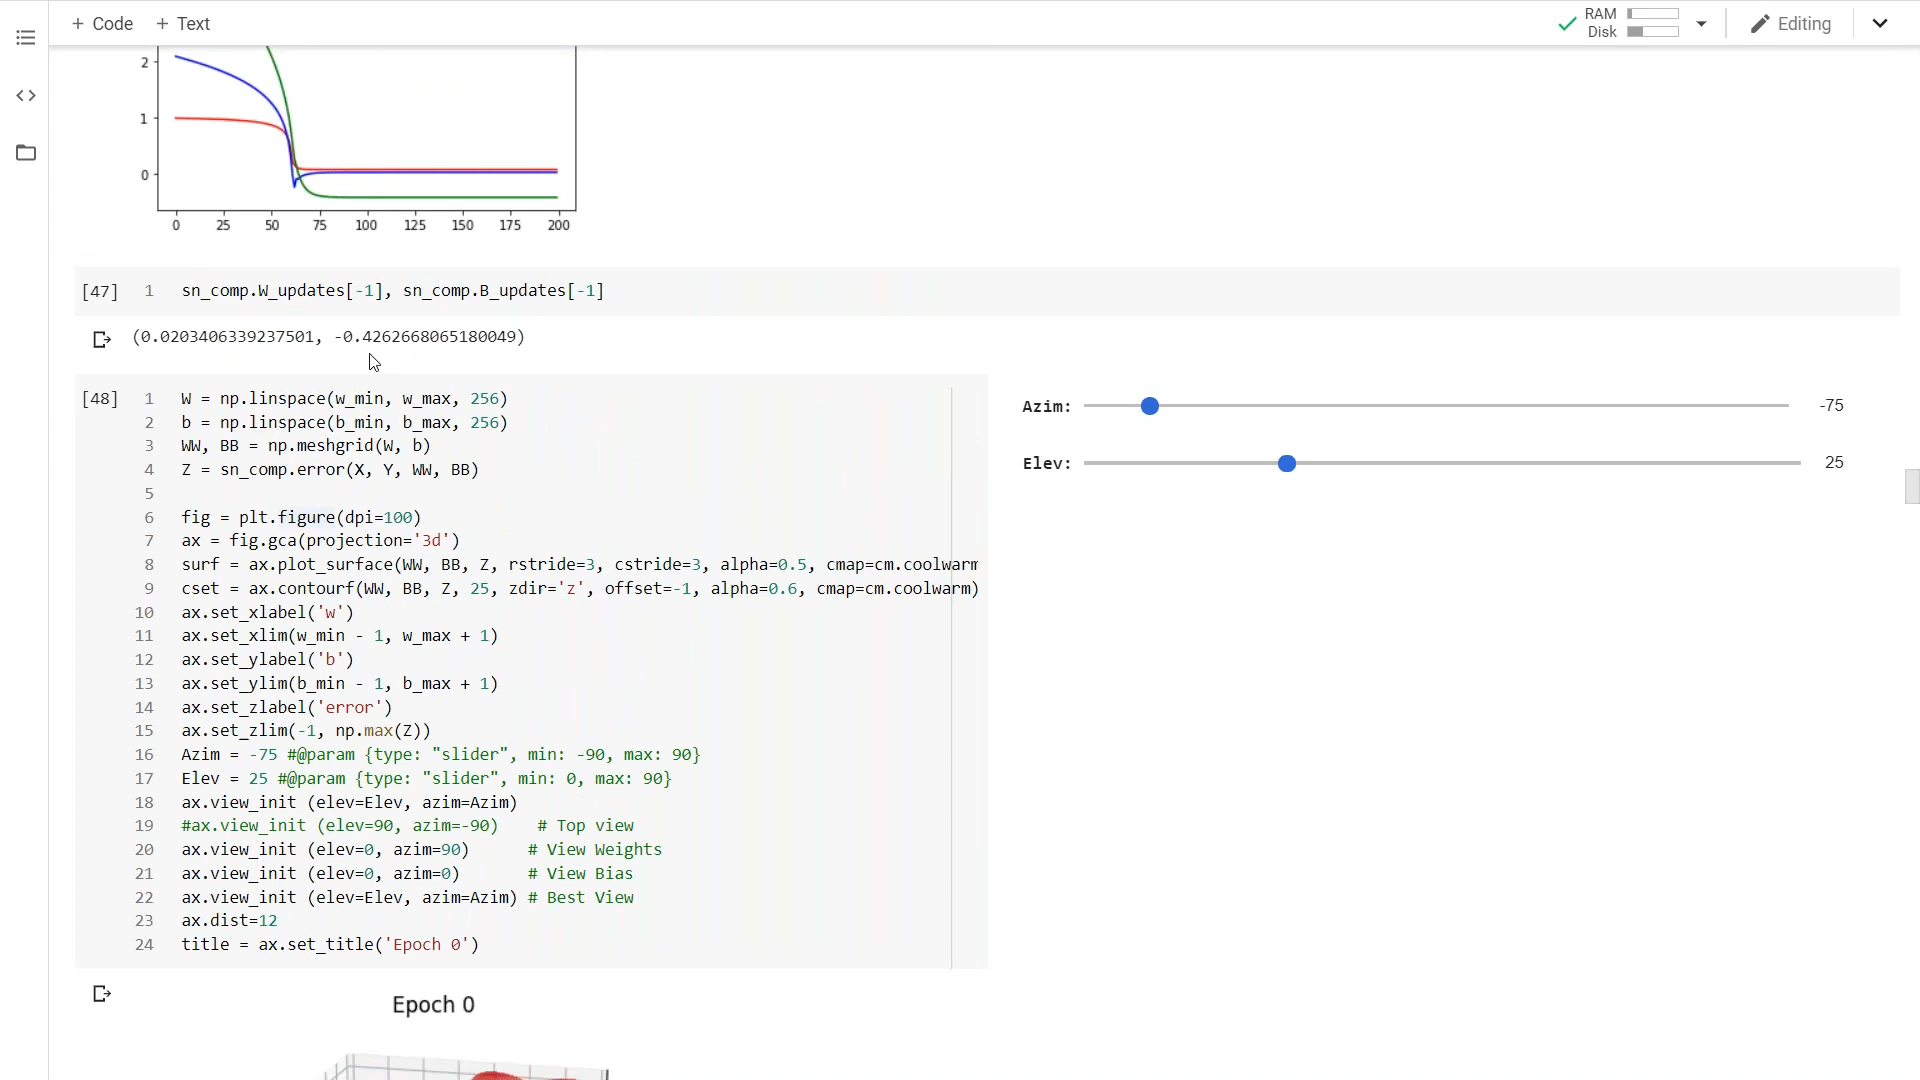 + Code + Text
RAM
Disk
Editing
2
1
0
0 25 50 75 100 125 150 175 200
[47] 1 sn_comp.W_updates[-1], sn_comp.B_updates[-1]
(0.0203406339237501, -0.4262668065180049)
[48] 1 W = np.linspace(w_min, w_max, 256)
2 b = np.linspace(b_min, b_max, 256)
3 WW, BB = np.meshgrid(W, b)
4 Z = sn_comp.error(X, Y, WW, BB)
5
6 fig = plt.figure(dpi=100)
7 ax = fig.gca(projection='3d')
8 surf = ax.plot_surface(WW, BB, Z, rstride=3, cstride=3, alpha=0.5, cmap=cm.coolwarm
9 cset = ax.contourf(WW, BB, Z, 25, zdir='z', offset=-1, alpha=0.6, cmap=cm.coolwarm)
10 ax.set_xlabel('w')
11 ax.set_xlim(w_min - 1, w_max + 1)
12 ax.set_ylabel('b')
13 ax.set_ylim(b_min - 1, b_max + 1)
14 ax.set_zlabel('error')
15 ax.set_zlim(-1, np.max(Z))
16 Azim = -75 #@param {type: "slider", min: -90, max: 90}
17 Elev = 25 #@param {type: "slider", min: 0, max: 90}
18 ax.view_init (elev=Elev, azim=Azim)
19 #ax.view_init (elev=90, azim=-90) # Top view
20 ax.view_init (elev=0, azim=90) # View Weights
21 ax.view_init (elev=0, azim=0) # View Bias
22 ax.view_init (elev=Elev, azim=Azim) # Best View
23 ax.dist=12
24 title = ax.set_title('Epoch 0')
Azim: -75
Elev: 25
Epoch 0